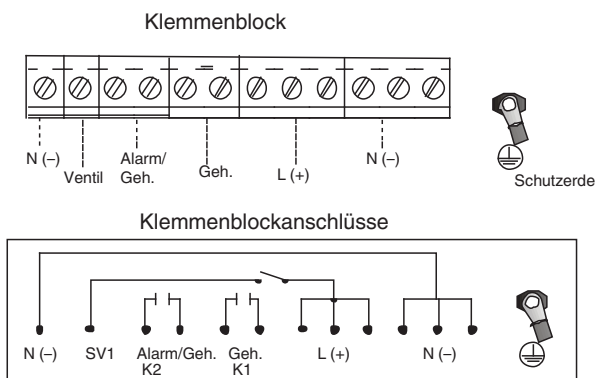 Klemmenblock
N (–)
Ventil
Alarm/
Geh.
Geh.
L (+)
N (–)
Schutzerde
Klemmenblockanschlüsse
N (–) SV1 Alarm/Geh. Geh. L (+) N (–)
K2 K1